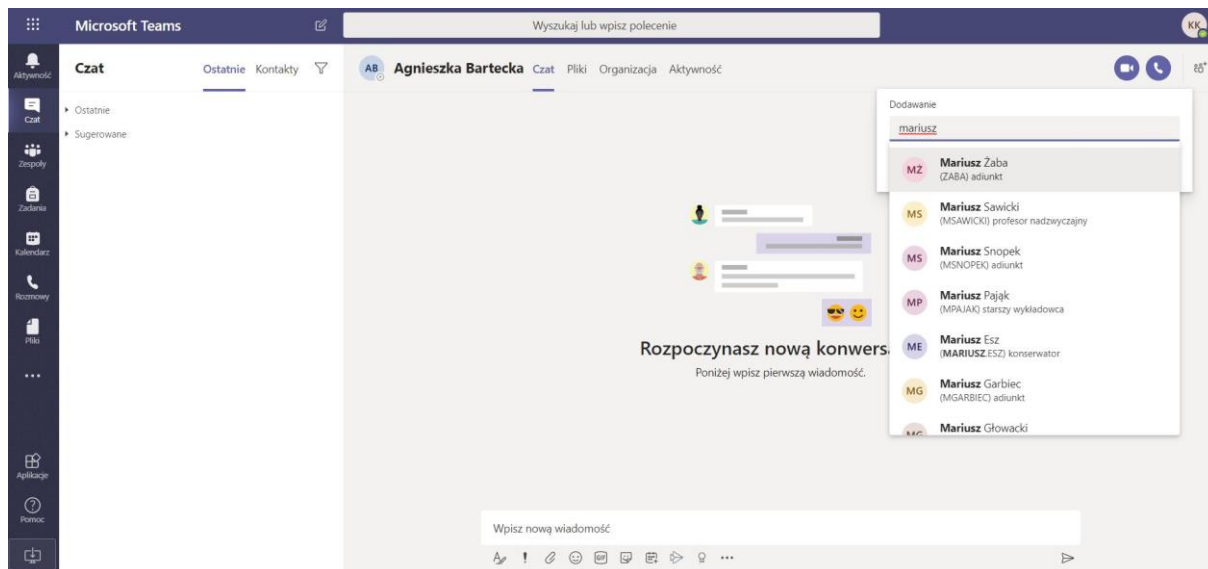 Microsoft Teams
Wyszukaj lub wpisz polecenie
KK
Aktywność
Czat
Zespoły
Zadania
Kalendarz
Rozmowy
Pliki
Aplikacje
Pomoc
Czat
Ostatnie Kontakty
Ostatnie
Sugerowane
AB Agnieszka Bartecka Czat Pliki Organizacja Aktywność
Dodawanie
mariusz
MŻ Mariusz Żaba
(ZABA) adiunkt
MS Mariusz Sawicki
(MSAWICKI) profesor nadzwyczajny
MS Mariusz Snopek
(MSNOPEK) adiunkt
MP Mariusz Pająk
(MPAJAK) starszy wykładowca
ME Mariusz Esz
(MARIUSZ.ESZ) konserwator
MG Mariusz Garbiec
(MGARBIEC) adiunkt
MG Mariusz Głowacki
Rozpoczynasz nową konwers
Poniżej wpisz pierwszą wiadomość.
Wpisz nową wiadomość
GIF